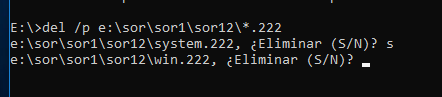 E:\>del /p e:\sor\sor1\sor12\*.222
e:\sor\sor1\sor12\system.222, ¿Eliminar (S/N)? s
e:\sor\sor1\sor12\win.222, ¿Eliminar (S/N)? _